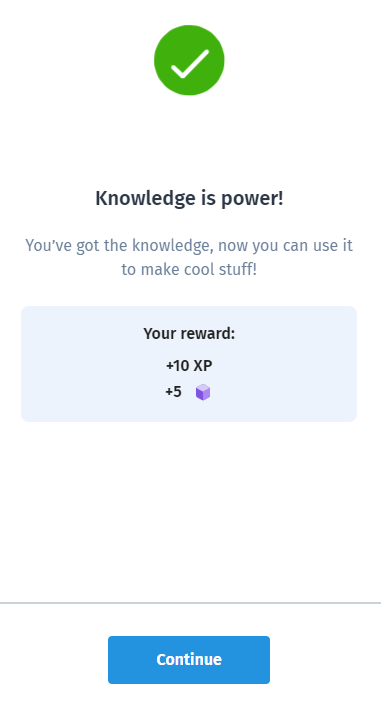 Knowledge is power!
You’ve got the knowledge, now you can use it
to make cool stuff!
Your reward:
+10 XP
+5
Continue